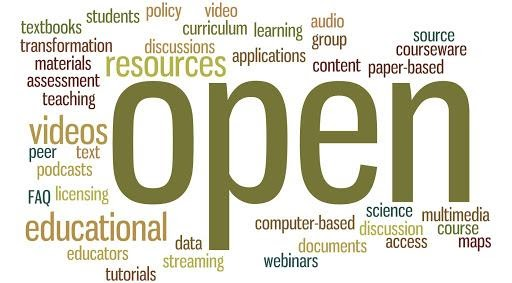 textbooks students policy video
curriculum learning audio
transformation discussions group source
courseware
materials resources applications content paper-based
assessment
teaching
open
videos
peer text
podcasts
FAQ licensing
educational
computer-based science multimedia
discussion course
data documents access maps
educators streaming webinars
tutorials